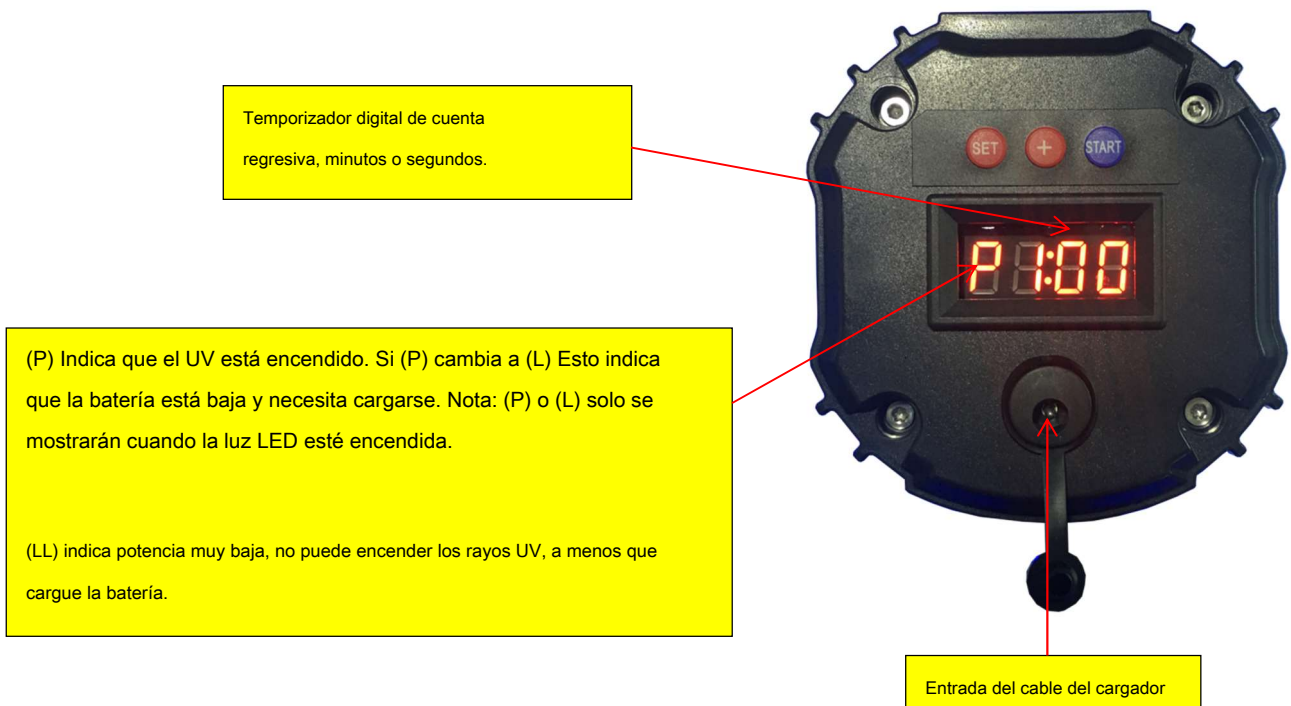 Temporizador digital de cuenta
regresiva, minutos o segundos.
SET + START
P 1:00
(P) Indica que el UV está encendido. Si (P) cambia a (L) Esto indica
que la batería está baja y necesita cargarse. Nota: (P) o (L) solo se
mostrarán cuando la luz LED esté encendida.
(LL) indica potencia muy baja, no puede encender los rayos UV, a menos que
cargue la batería.
Entrada del cable del cargador